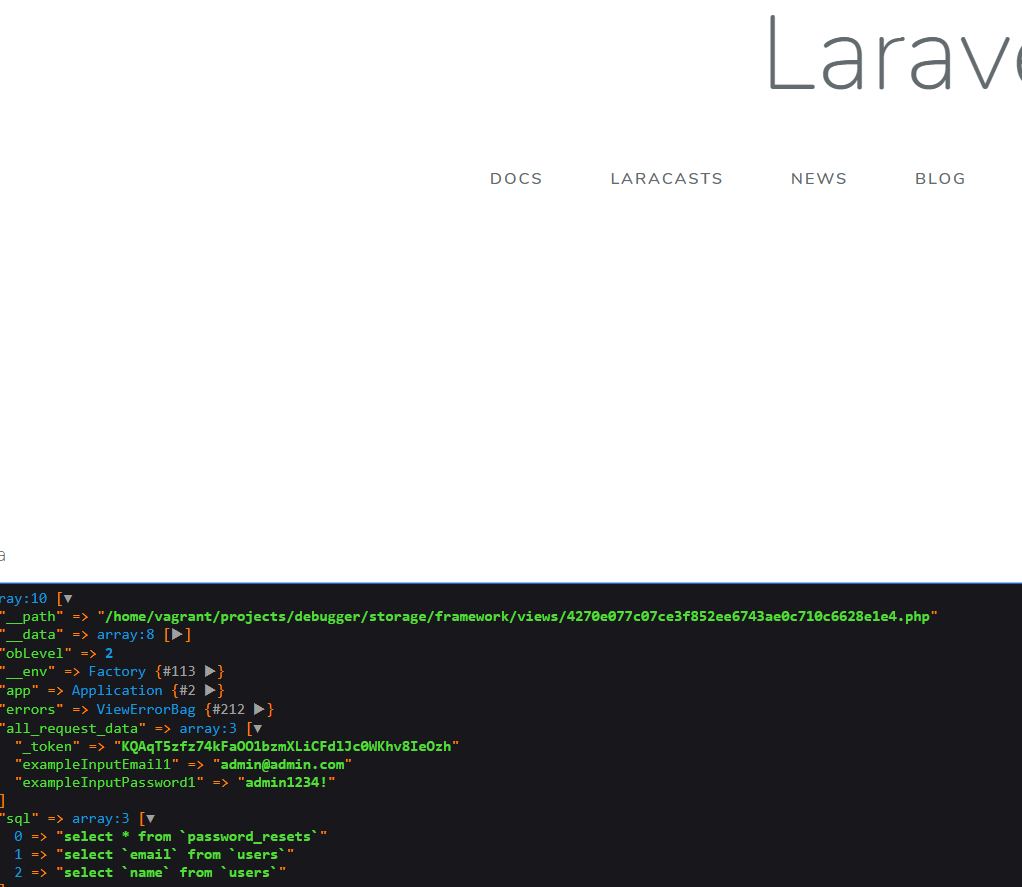 Larave
DOCS LARACASTS NEWS BLOG
a
ray:10 [▼
"__path" => "/home/vagrant/projects/debugger/storage/framework/views/4270e077c07ce3f852ee6743ae0c710c6628e1e4.php"
"__data" => array:8 [▶]
"obLevel" => 2
"__env" => Factory {#113 ▶}
"app" => Application {#2 ▶}
"errors" => ViewErrorBag {#212 ▶}
"all_request_data" => array:3 [▼
"_token" => "KQAqT5zfz74kFaOO1bzmXLiCFdlJc0WKhv8IeOzh"
"exampleInputEmail1" => "admin@admin.com"
"exampleInputPassword1" => "admin1234!"
]
"sql" => array:3 [▼
0 => "select * from `password_resets`"
1 => "select `email` from `users`"
2 => "select `name` from `users`"